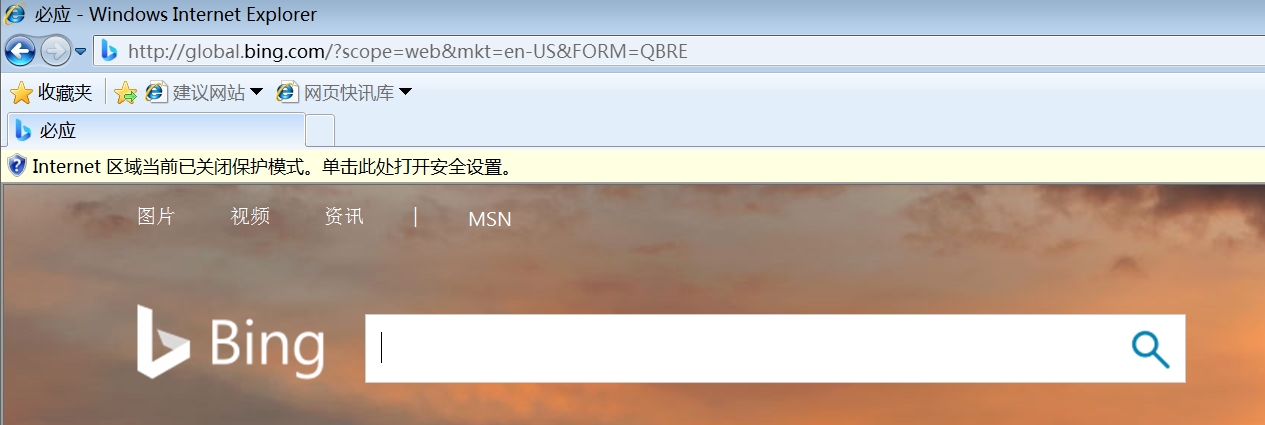 必应 - Windows Internet Explorer
http://global.bing.com/?scope=web&mkt=en-US&FORM=QBRE
收藏夹 建议网站 网页快讯库
必应
Internet 区域当前已关闭保护模式。单击此处打开安全设置。
图片 视频 资讯 | MSN
Bing